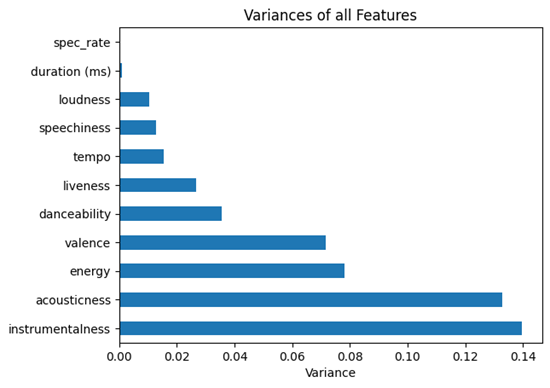 Variances of all Features
spec_rate
duration (ms)
loudness
speechiness
tempo
liveness
danceability
valence
energy
acousticness
instrumentalness
0.00 0.02 0.04 0.06 0.08 0.10 0.12 0.14
Variance